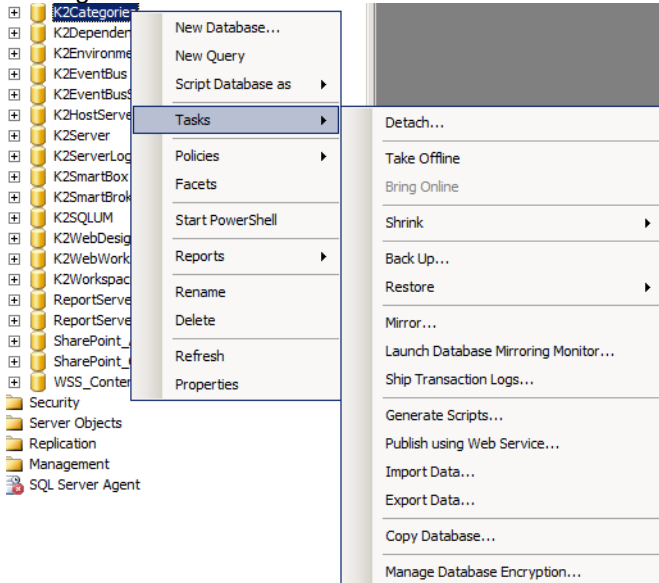 K2Categories
K2Depender
K2Environme
K2EventBus
K2EventBusS
K2HostServe
K2Server
K2ServerLog
K2SmartBox
K2SmartBrok
K2SQLUM
K2WebDesig
K2WebWork
K2Workspac
ReportServe
ReportServe
SharePoint_
SharePoint_
WSS_Conten
Security
Server Objects
Replication
Management
SQL Server Agent
New Database...
New Query
Script Database as
Tasks
Policies
Facets
Start PowerShell
Reports
Rename
Delete
Refresh
Properties
Detach...
Take Offline
Bring Online
Shrink
Back Up...
Restore
Mirror...
Launch Database Mirroring Monitor...
Ship Transaction Logs...
Generate Scripts...
Publish using Web Service...
Import Data...
Export Data...
Copy Database...
Manage Database Encryption...